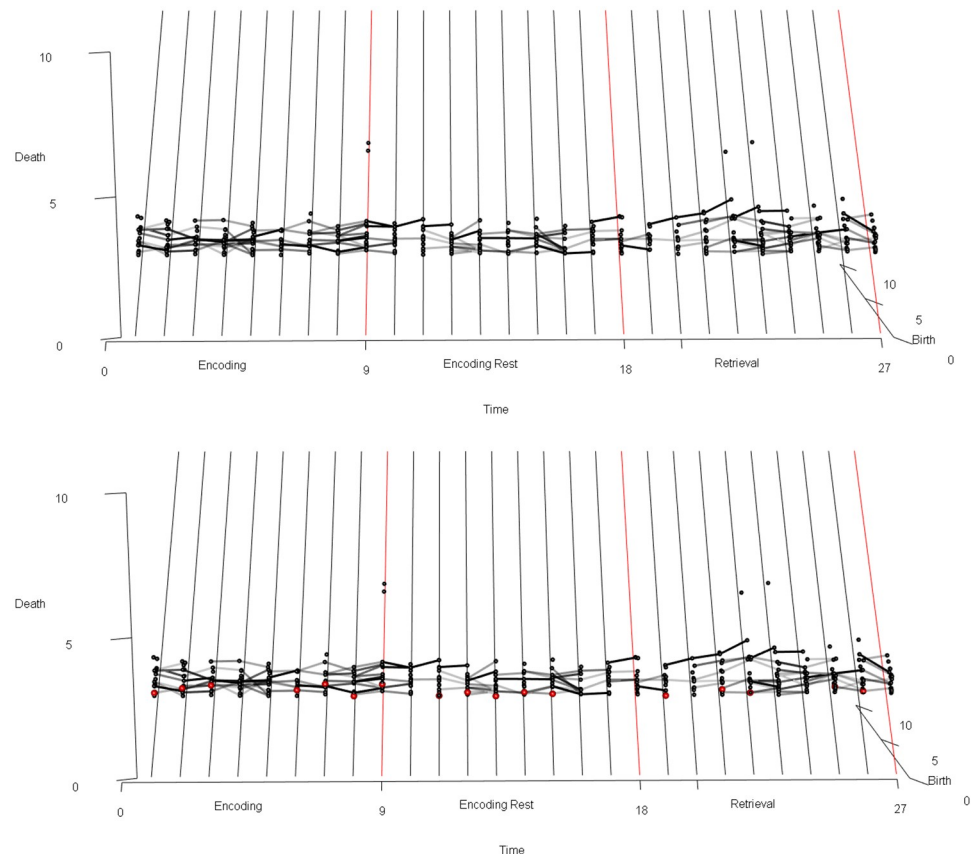 10
Death
5
10
5
0
Birth
0
0
Encoding
9
Encoding Rest
18
Retrieval
27
Time
10
Death
5
10
5
0
Birth
0
0
Encoding
9
Encoding Rest
18
Retrieval
27
Time